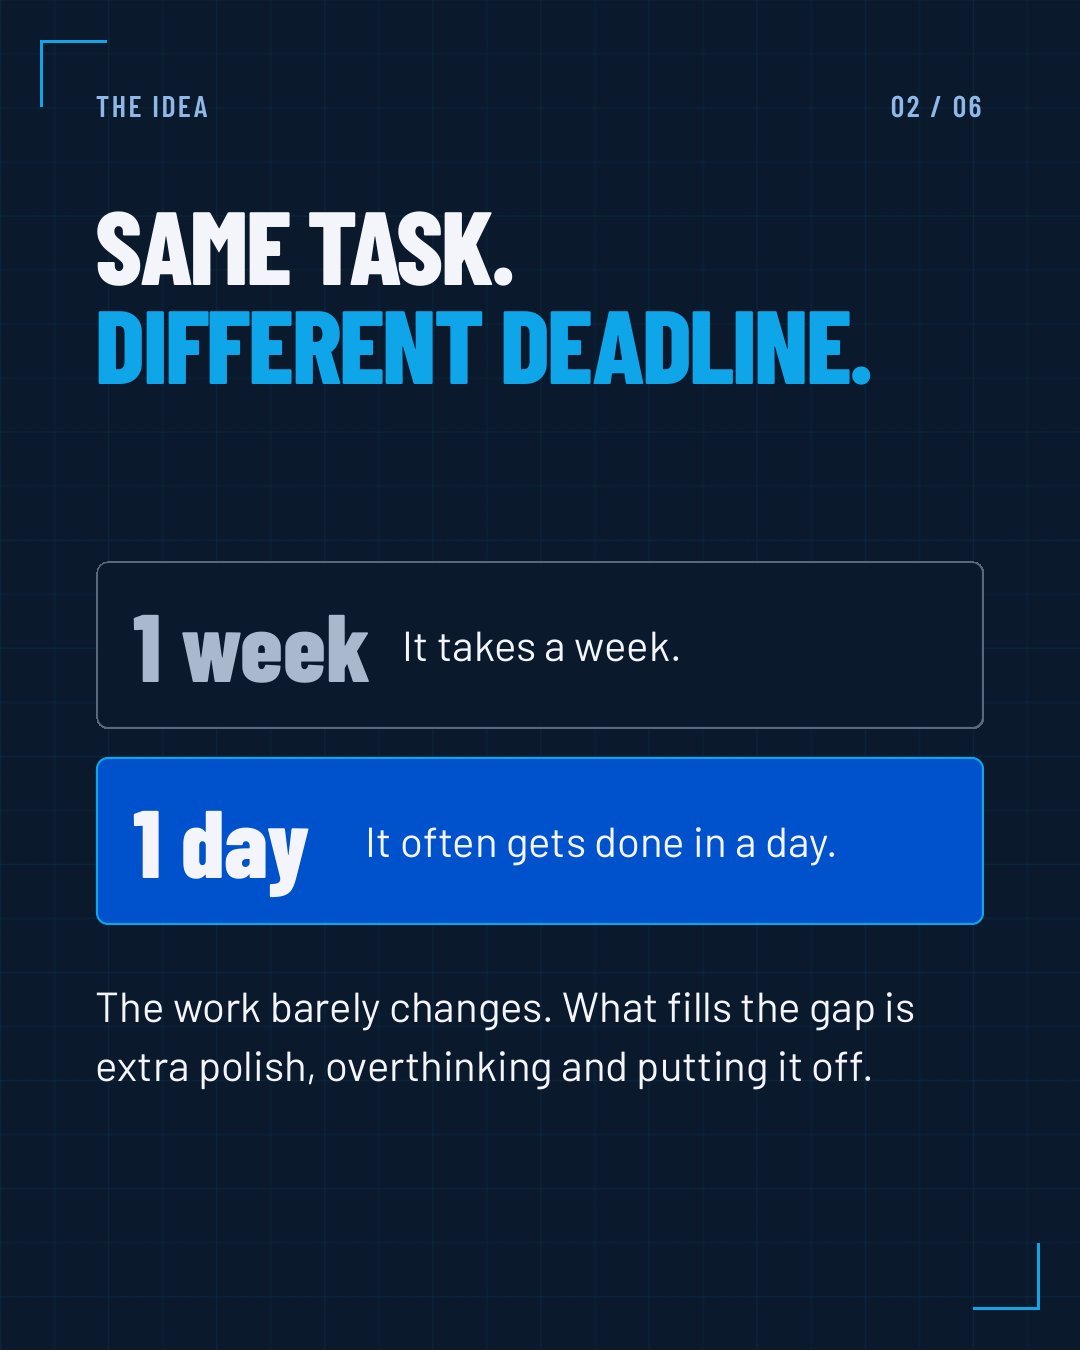 THE IDEA
02 / 06
SAME TASK.
DIFFERENT DEADLINE.
1 week It takes a week.
1 day It often gets done in a day.
The work barely changes. What fills the gap is
extra polish, overthinking and putting it off.